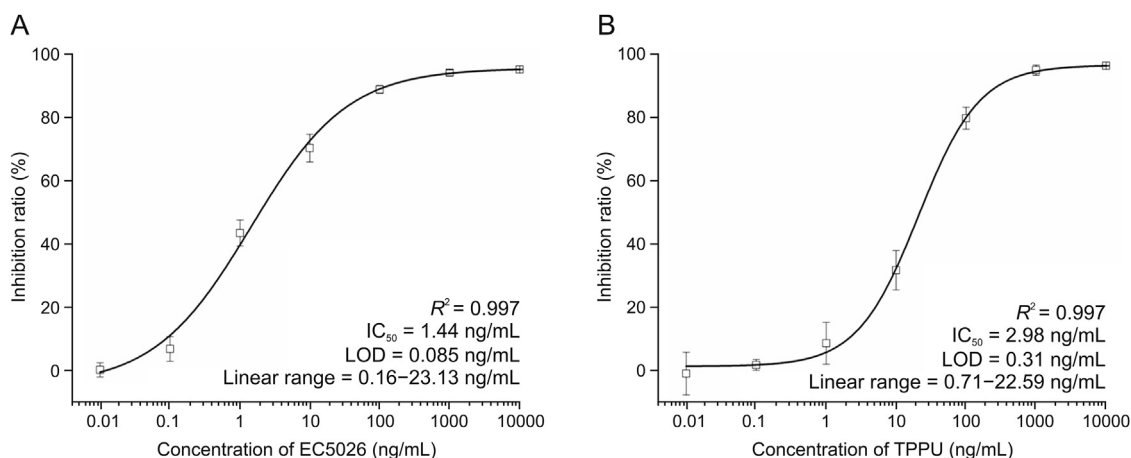 A
100
80
60
40
20
0
Inhibition ratio (%)
R² = 0.997
IC₅₀ = 1.44 ng/mL
LOD = 0.085 ng/mL
Linear range = 0.16–23.13 ng/mL
0.01 0.1 1 10 100 1000 10000
Concentration of EC5026 (ng/mL)
B
100
80
60
40
20
0
Inhibition ratio (%)
R² = 0.997
IC₅₀ = 2.98 ng/mL
LOD = 0.31 ng/mL
Linear range = 0.71–22.59 ng/mL
0.01 0.1 1 10 100 1000 10000
Concentration of TPPU (ng/mL)